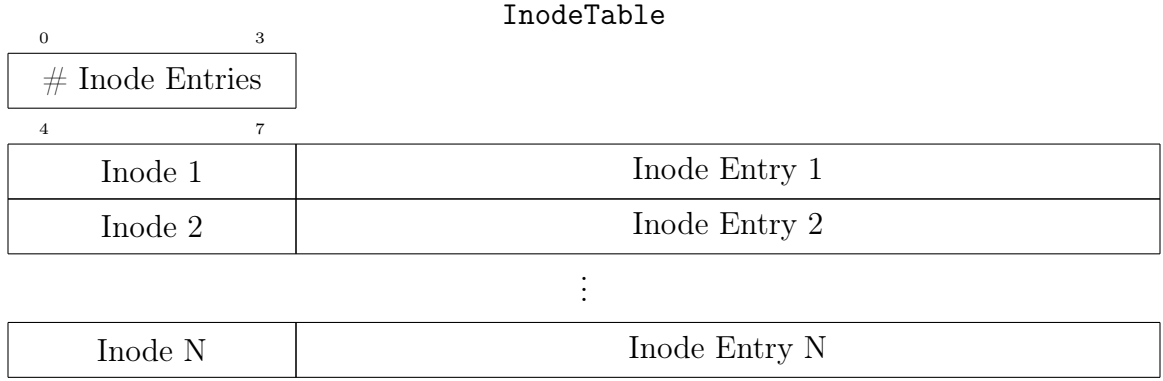 InodeTable
0 3
# Inode Entries
4 7
Inode 1 Inode Entry 1
Inode 2 Inode Entry 2
⋮
Inode N Inode Entry N